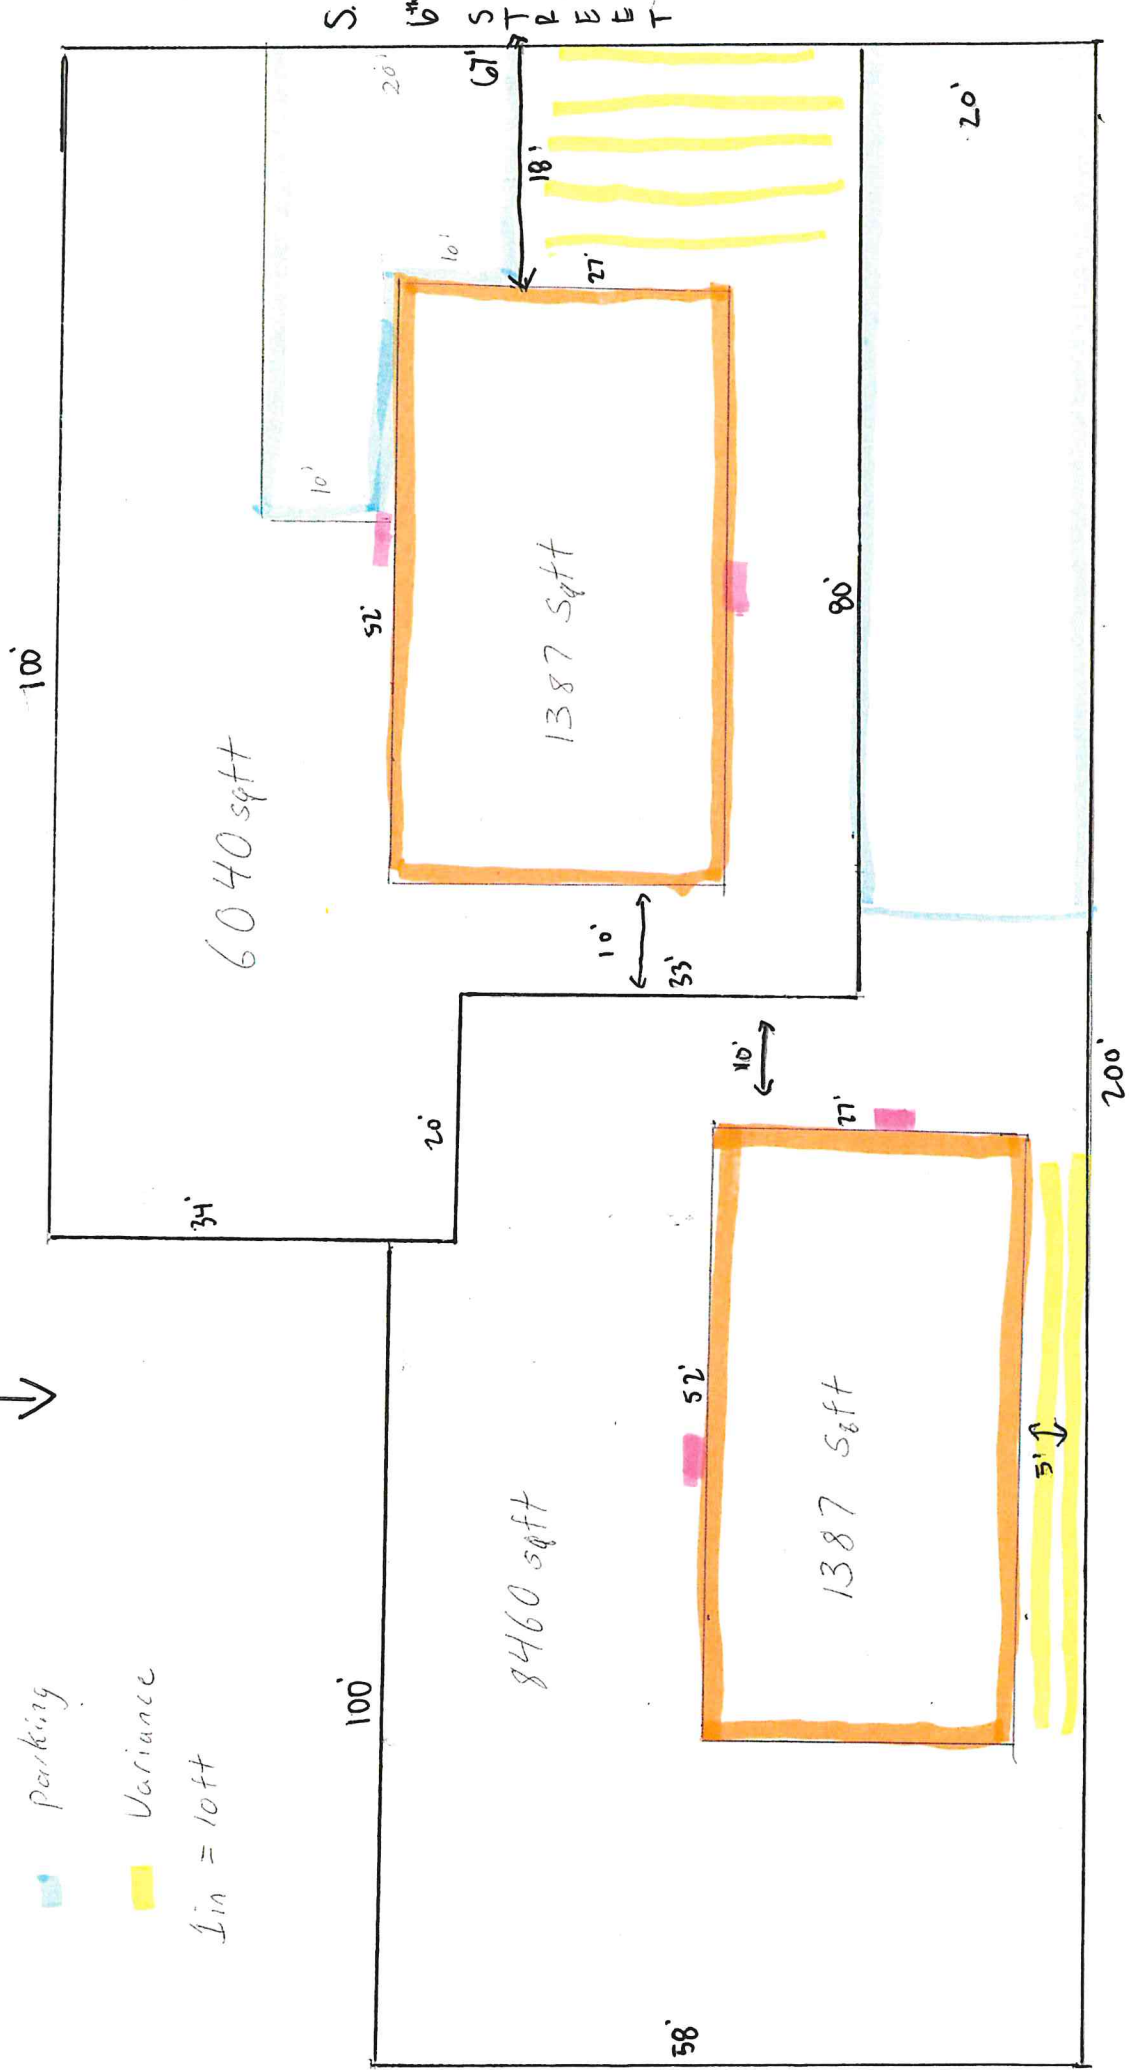 S. 6th STREET
100'
20'
67'
18'
10'
10'
27'
20'
6040 sqft
52'
1387 Sqft
80'
10'
33'
34'
20'
10'
27'
200'
Parking
Variance
1in = 10ft
100'
8460 sqft
52'
1387 Sqft
5'
58'